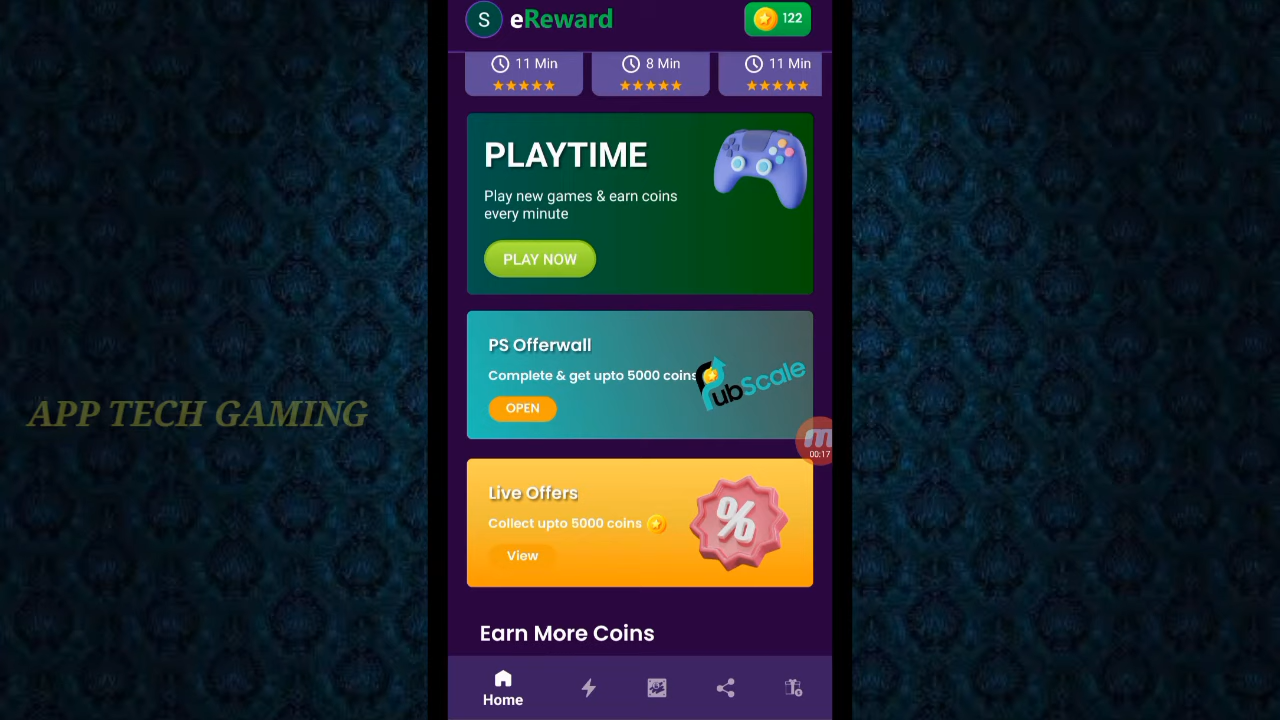 S eReward 122
11 Min 8 Min 11 Min
PLAYTIME
Play new games & earn coins
every minute
PLAY NOW
PS Offerwall
Complete & get upto 5000 coins
PubScale
OPEN
APP TECH GAMING
00:17
Live Offers
Collect upto 5000 coins
%
View
Earn More Coins
Home